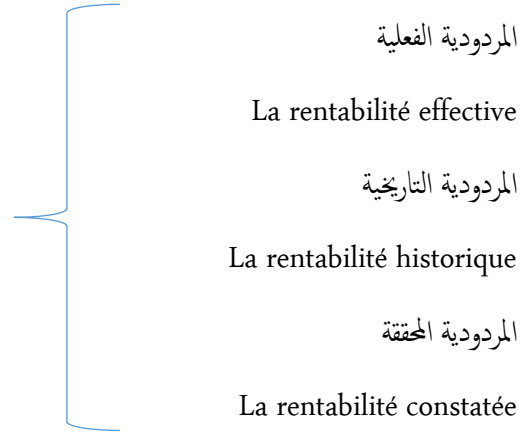 المردودية الفعلية
La rentabilité effective
المردودية التاريخية
La rentabilité historique
المردودية المحققة
La rentabilité constatée